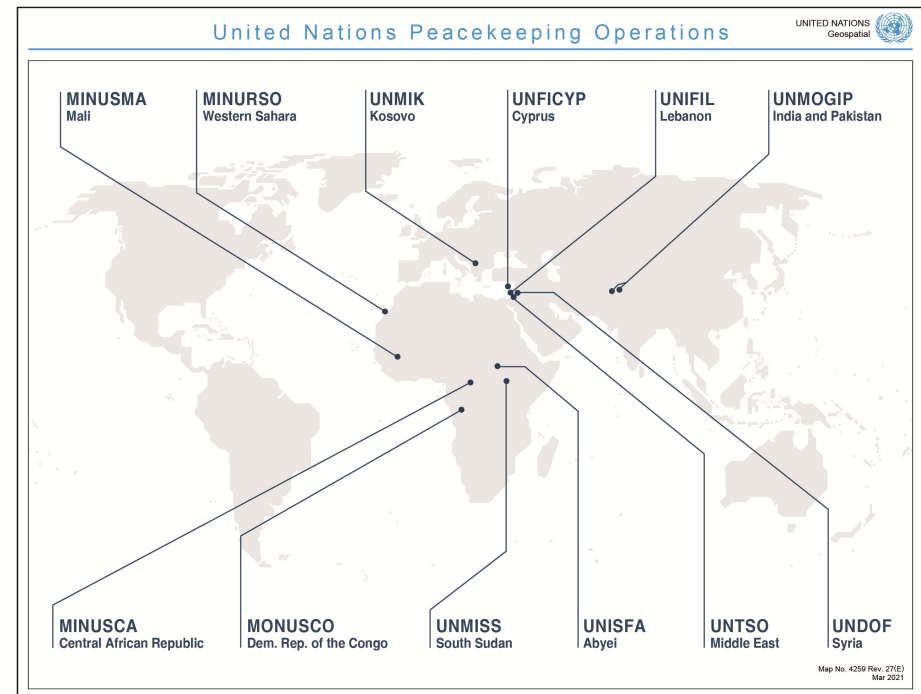 United Nations Peacekeeping Operations
UNITED NATIONS
Geospatial
MINUSMA
Mali
MINURSO
Western Sahara
UNMIK
Kosovo
UNFICYP
Cyprus
UNIFIL
Lebanon
UNMOGIP
India and Pakistan
MINUSCA
Central African Republic
MONUSCO
Dem. Rep. of the Congo
UNMISS
South Sudan
UNISFA
Abyei
UNTSO
Middle East
UNDOF
Syria
Map No. 4259 Rev. 27(E)
Mar 2021